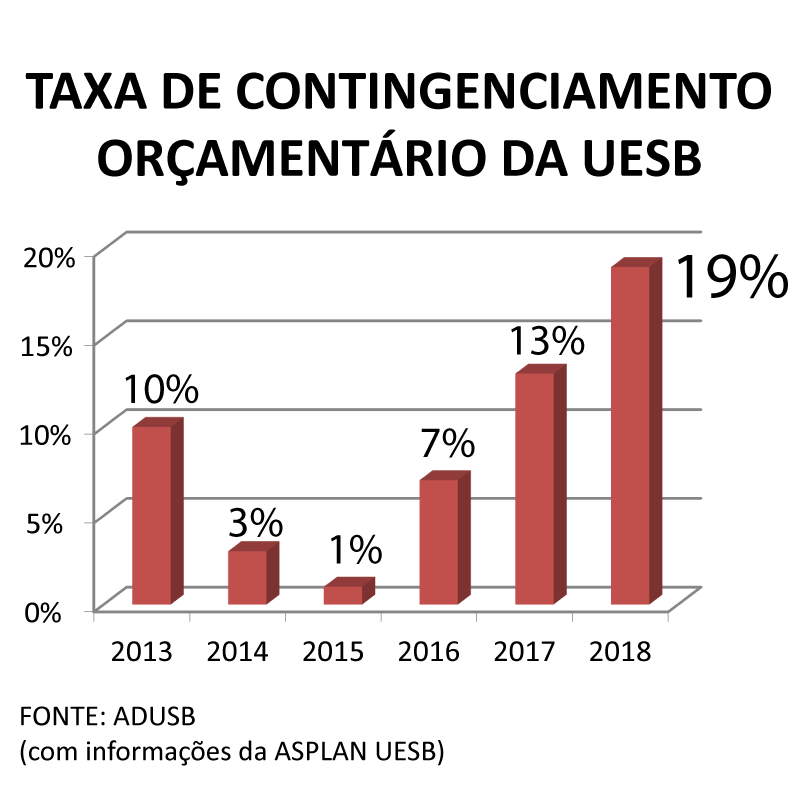 TAXA DE CONTINGENCIAMENTO
ORÇAMENTÁRIO DA UESB
20%
15%
10%
5%
0%
10%
3%
1%
7%
13%
19%
2013 2014 2015 2016 2017 2018
FONTE: ADUSB
(com informações da ASPLAN UESB)